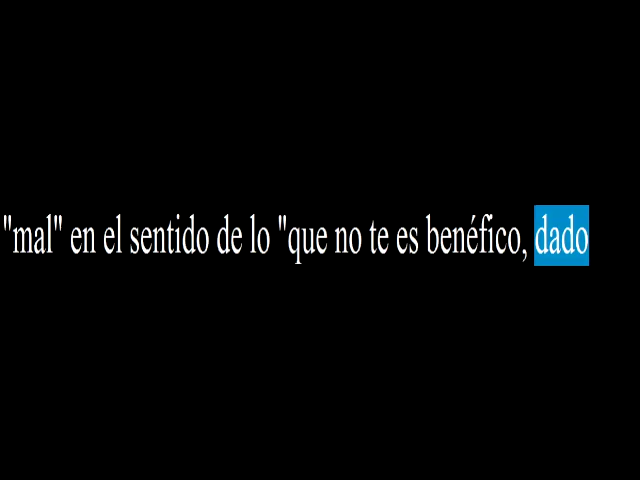 "mal" en el sentido de lo "que no te es benéfico, dado